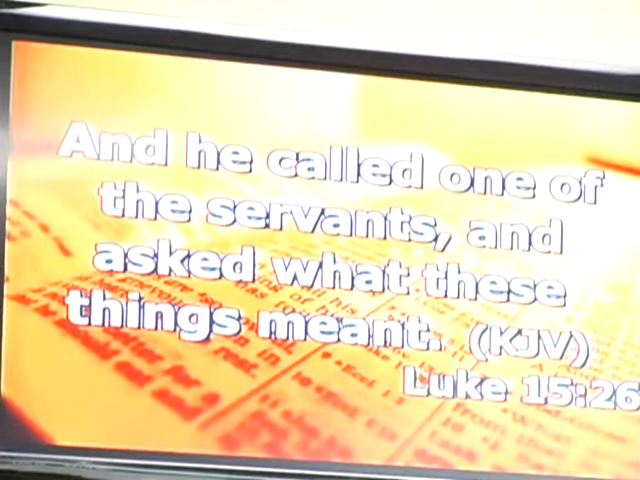 And he called one of
the servants, and
asked what these
things meant. (KJV)
Luke 15:26